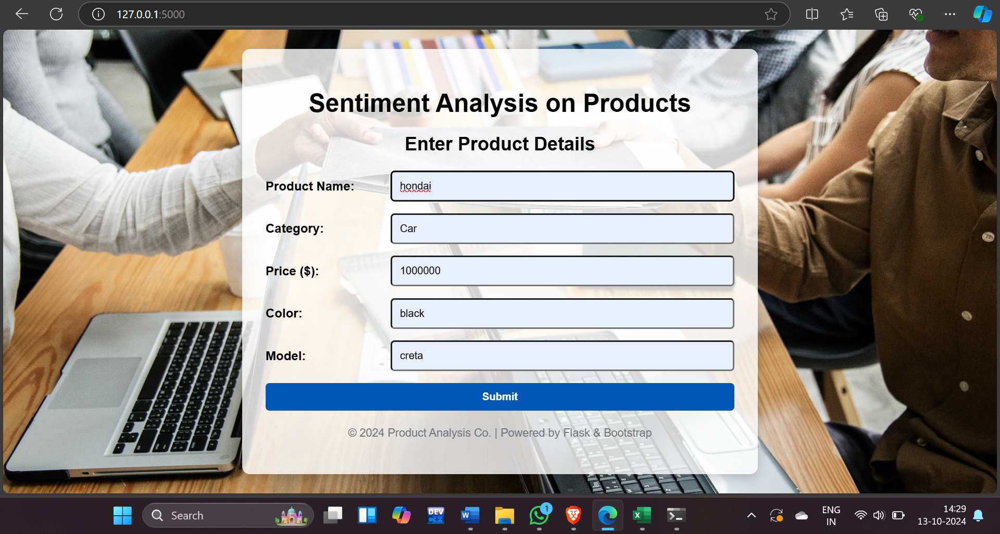 127.0.0.1:5000
Sentiment Analysis on Products
Enter Product Details
Product Name: hondai
Category: Car
Price ($): 1000000
Color: black
Model: creta
Submit
© 2024 Product Analysis Co. | Powered by Flask & Bootstrap
Search
DEV
C++
W
1
X
ENG
IN
14:29
13-10-2024